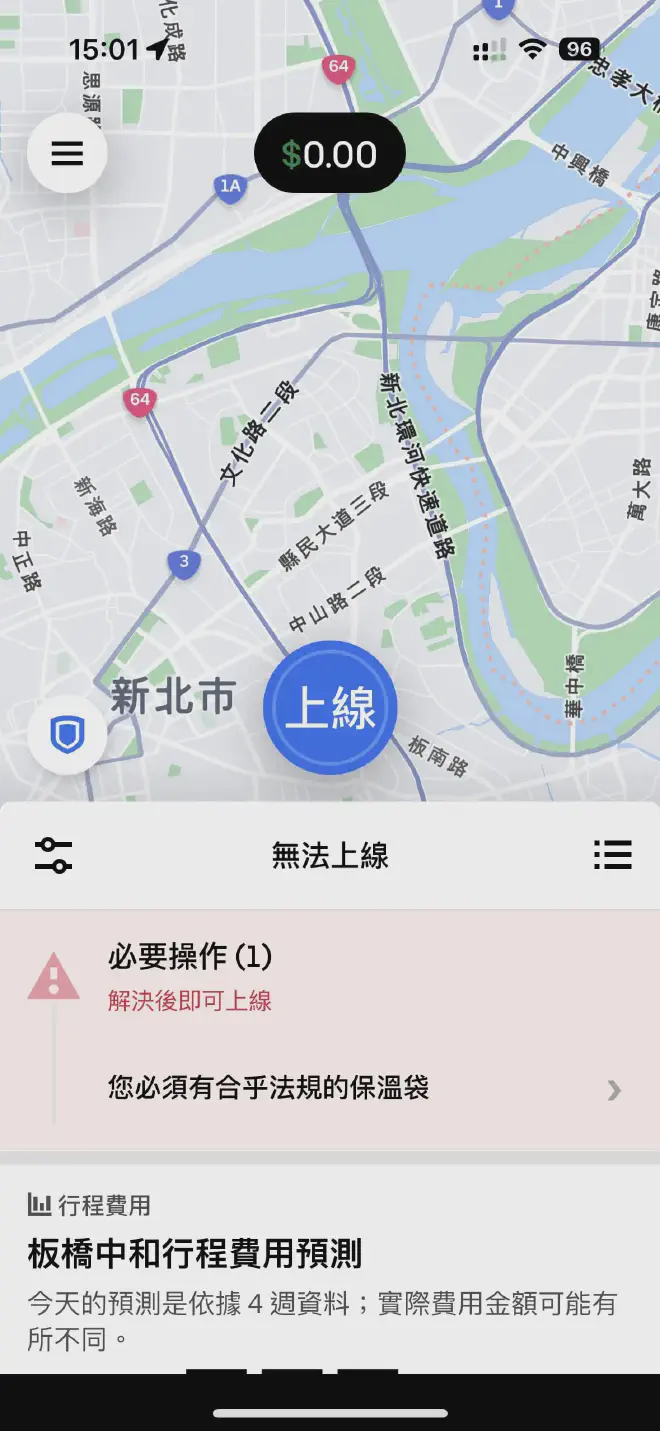 化成路
1
15:01
96
64
思源路
忠孝大橋
$0.00
中興橋
1A
康定路
64
文化路二段
新北環河快速道路
新海路
萬大路
縣民大道三段
中正路
3
中山路二段
新北市
上線
華中橋
板南路
無法上線
必要操作 (1)
解決後即可上線
您必須有合乎法規的保溫袋
行程費用
板橋中和行程費用預測
今天的預測是依據 4 週資料；實際費用金額可能有
所不同。